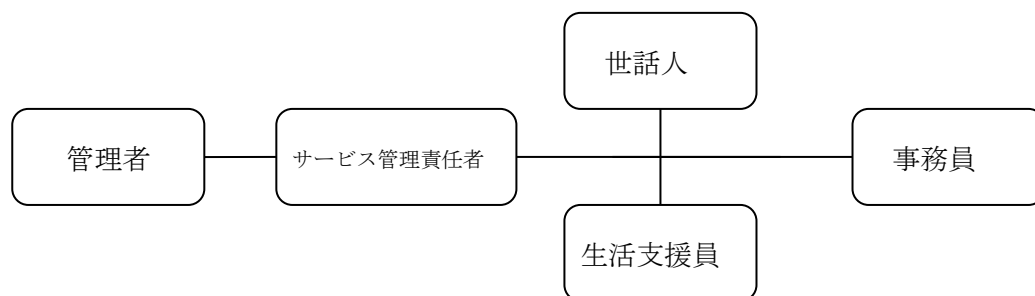 世話人
管理者
サービス管理責任者
事務員
生活支援員